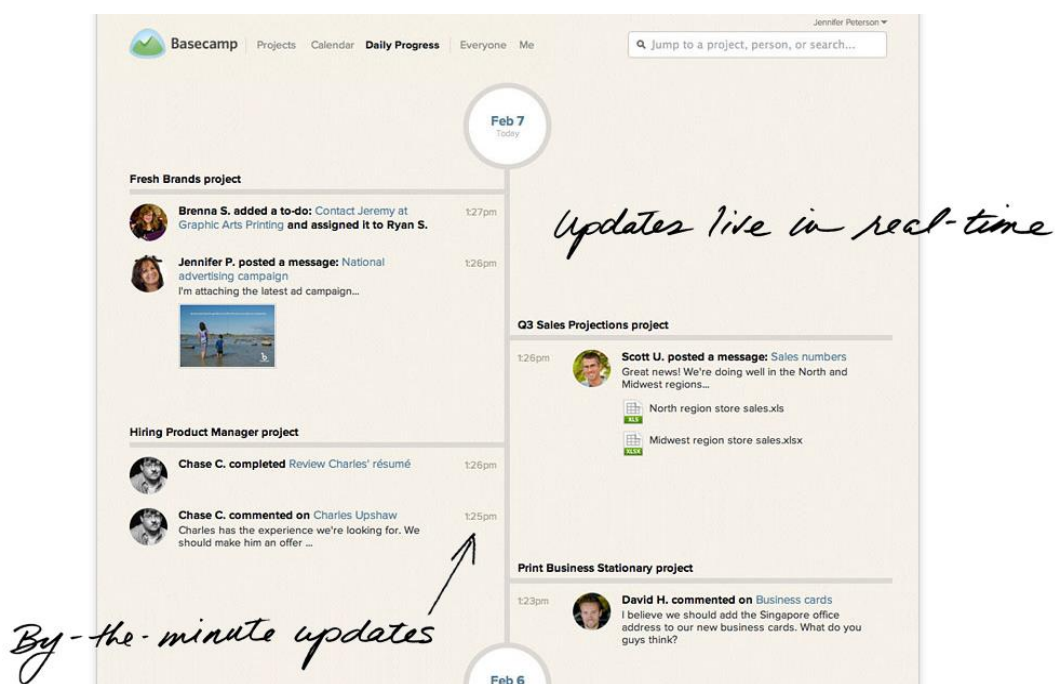 Jennifer Peterson
Basecamp Projects Calendar Daily Progress Everyone Me
Jump to a project, person, or search...
Feb 7
Today
Fresh Brands project
Brenna S. added a to-do: Contact Jeremy at 1:27pm
Graphic Arts Printing and assigned it to Ryan S.
Updates live in real-time
Jennifer P. posted a message: National 1:26pm
advertising campaign
I'm attaching the latest ad campaign...
Q3 Sales Projections project
1:26pm Scott U. posted a message: Sales numbers
Great news! We're doing well in the North and
Midwest regions...
XLS North region store sales.xls
XLSX Midwest region store sales.xlsx
Hiring Product Manager project
Chase C. completed Review Charles' résumé 1:26pm
Chase C. commented on Charles Upshaw 1:25pm
Charles has the experience we're looking for. We
should make him an offer ...
Print Business Stationary project
1:23pm David H. commented on Business cards
I believe we should add the Singapore office
address to our new business cards. What do you
guys think?
By-the-minute updates
Feb 6